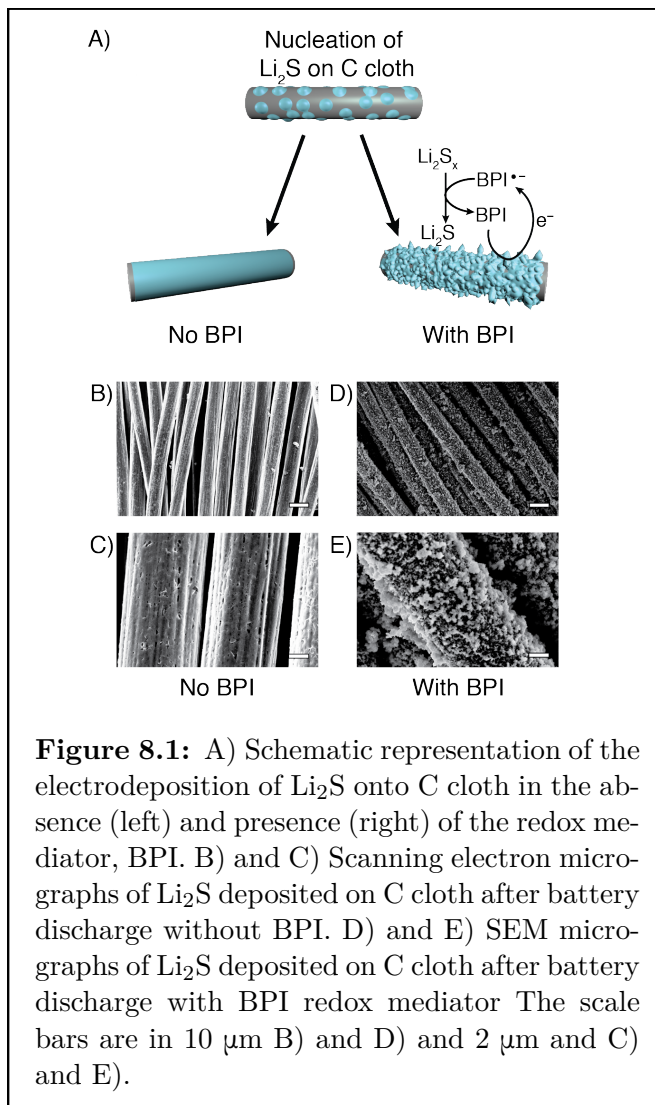 A)
Nucleation of
Li₂S on C cloth
Li₂Sₓ
BPI•−
BPI
e−
Li₂S
No BPI
With BPI
B)
D)
C)
E)
No BPI
With BPI
Figure 8.1: A) Schematic representation of the
electrodeposition of Li₂S onto C cloth in the ab-
sence (left) and presence (right) of the redox me-
diator, BPI. B) and C) Scanning electron micro-
graphs of Li₂S deposited on C cloth after battery
discharge without BPI. D) and E) SEM micro-
graphs of Li₂S deposited on C cloth after battery
discharge with BPI redox mediator The scale
bars are in 10 µm B) and D) and 2 µm and C)
and E).